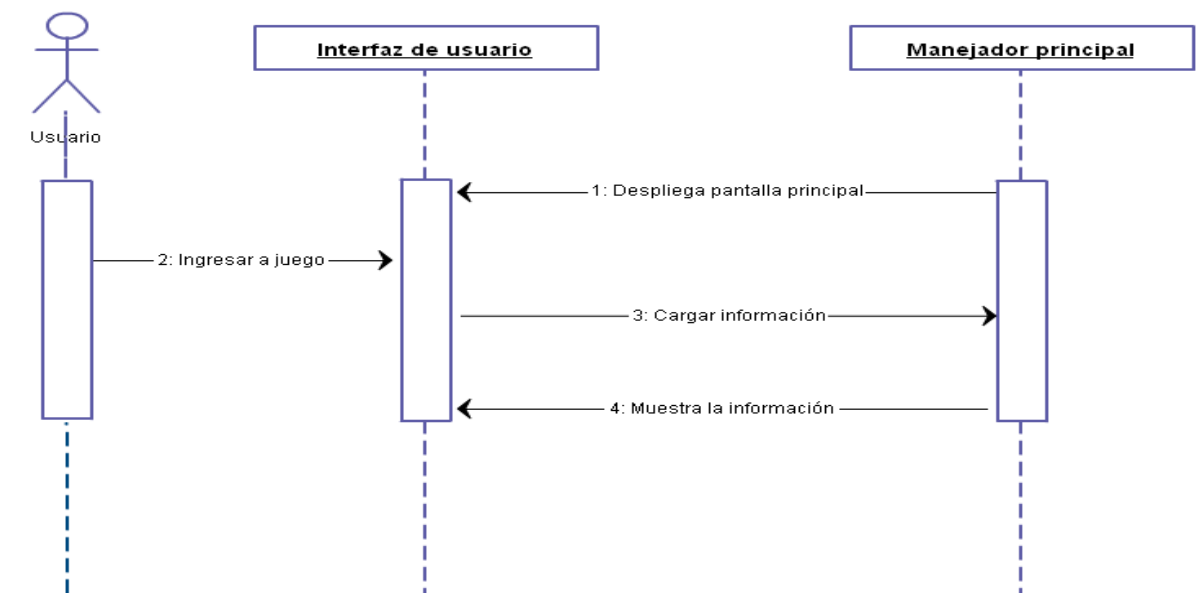 Interfaz de usuario
Manejador principal
Usuario
1: Despliega pantalla principal
2: Ingresar a juego
3: Cargar información
4: Muestra la información